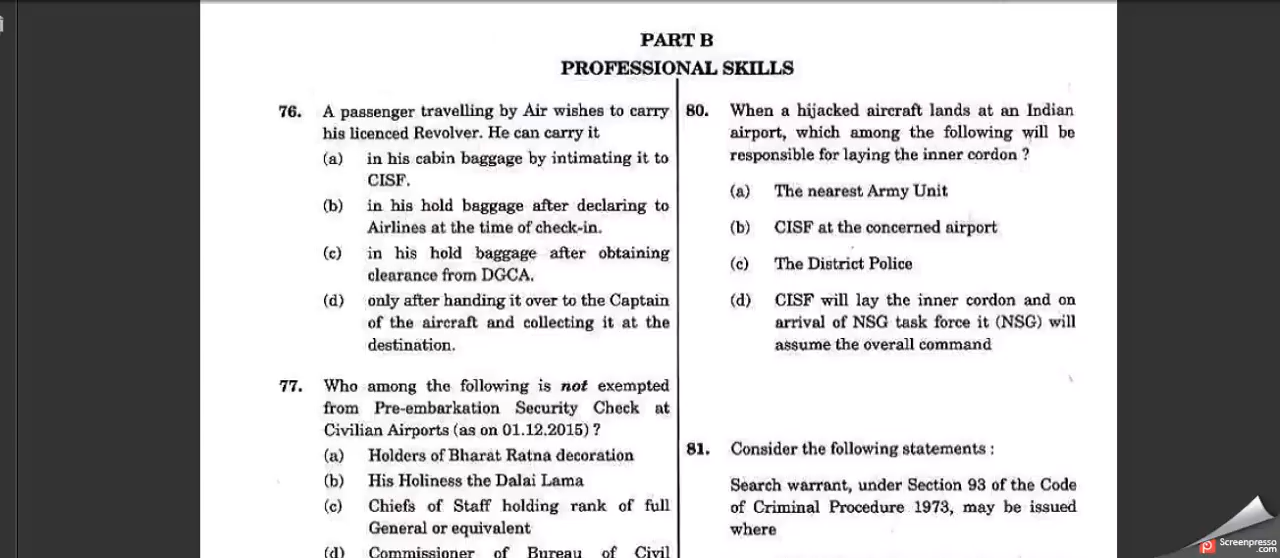 PART B
PROFESSIONAL SKILLS
76. A passenger travelling by Air wishes to carry
his licenced Revolver. He can carry it
(a) in his cabin baggage by intimating it to
CISF.
(b) in his hold baggage after declaring to
Airlines at the time of check-in.
(c) in his hold baggage after obtaining
clearance from DGCA.
(d) only after handing it over to the Captain
of the aircraft and collecting it at the
destination.
77. Who among the following is not exempted
from Pre-embarkation Security Check at
Civilian Airports (as on 01.12.2015) ?
(a) Holders of Bharat Ratna decoration
(b) His Holiness the Dalai Lama
(c) Chiefs of Staff holding rank of full
General or equivalent
(d) Commissioner of Bureau of Civil
80. When a hijacked aircraft lands at an Indian
airport, which among the following will be
responsible for laying the inner cordon ?
(a) The nearest Army Unit
(b) CISF at the concerned airport
(c) The District Police
(d) CISF will lay the inner cordon and on
arrival of NSG task force it (NSG) will
assume the overall command
81. Consider the following statements :
Search warrant, under Section 93 of the Code
of Criminal Procedure 1973, may be issued
where
Screenpresso
.com